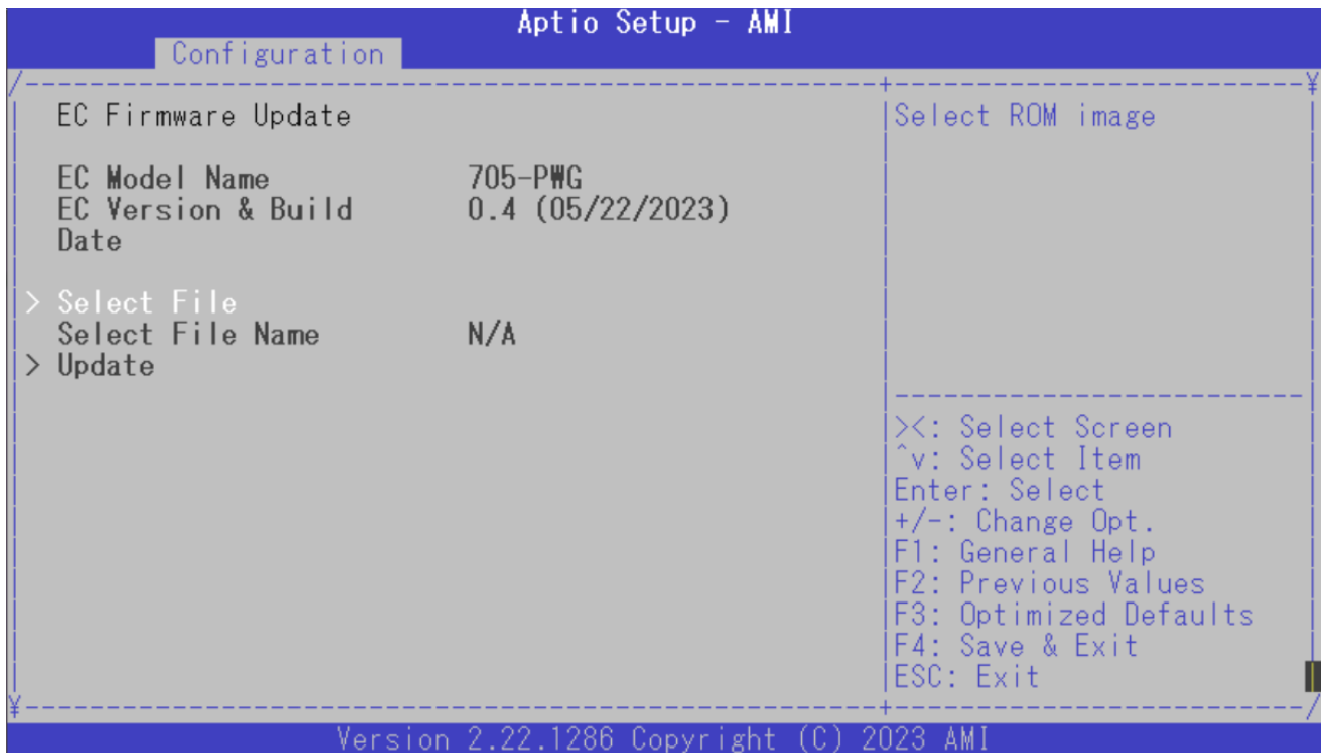 Aptio Setup - AMI
Configuration
EC Firmware Update
EC Model Name 705-PWG
EC Version & Build 0.4 (05/22/2023)
Date
> Select File
Select File Name N/A
> Update
Select ROM image
><: Select Screen
^v: Select Item
Enter: Select
+/-: Change Opt.
F1: General Help
F2: Previous Values
F3: Optimized Defaults
F4: Save & Exit
ESC: Exit
Version 2.22.1286 Copyright (C) 2023 AMI